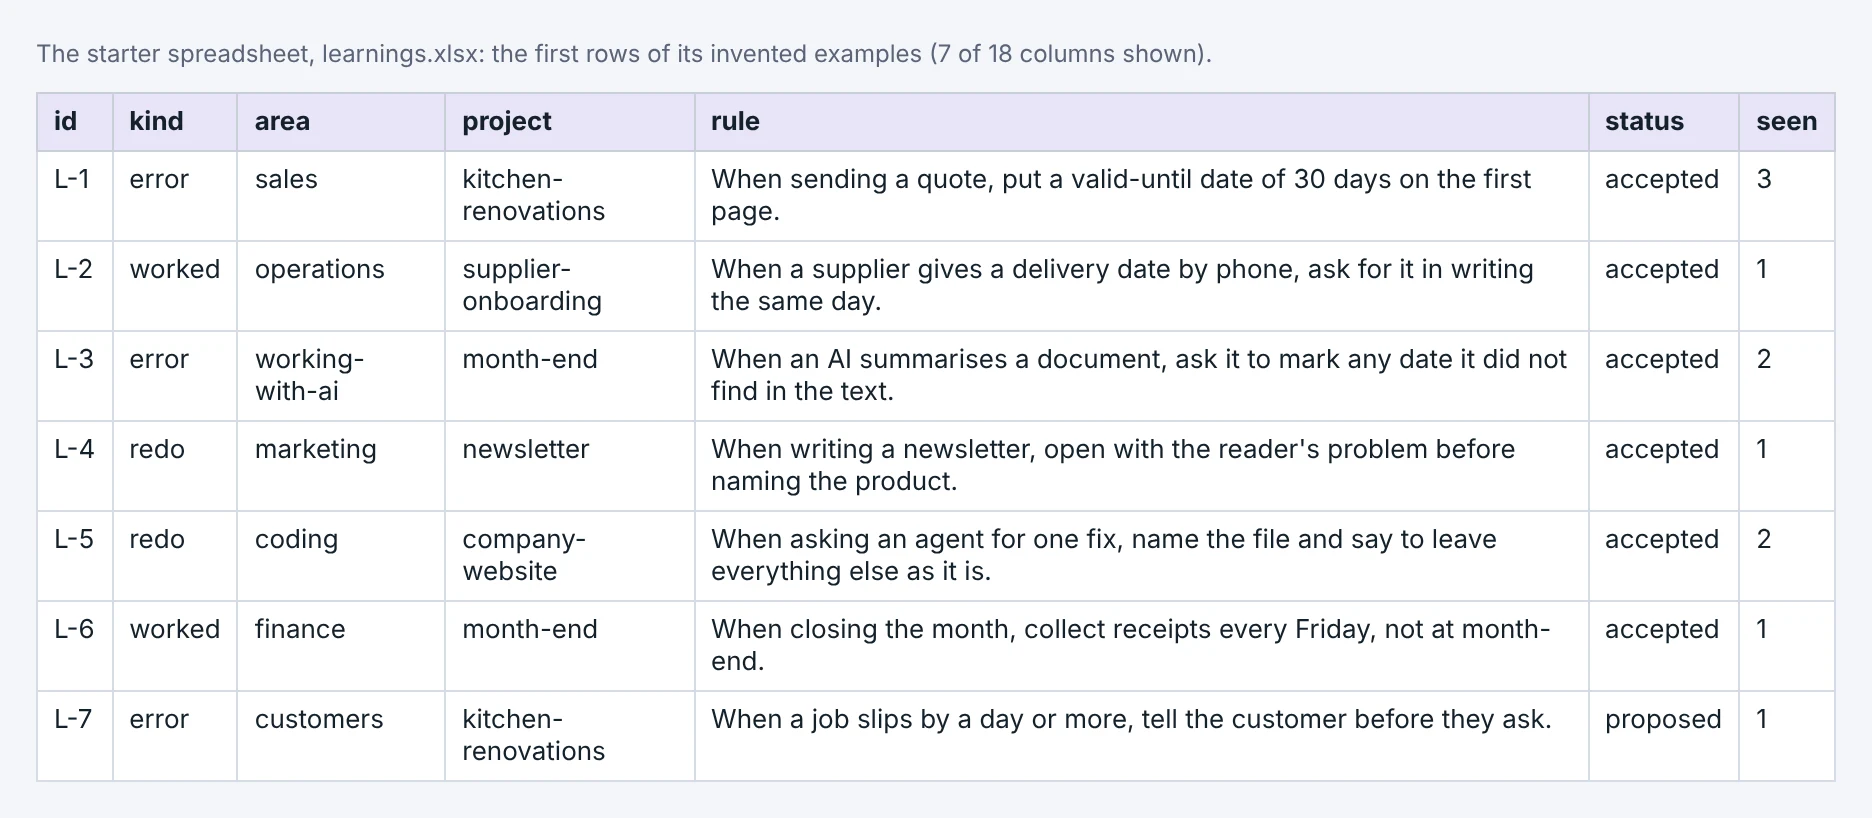 The starter spreadsheet, learnings.xlsx: the first rows of its invented examples (7 of 18 columns shown).
id kind area project rule status seen
L-1 error sales kitchen- When sending a quote, put a valid-until date of 30 days on the first accepted 3
renovations page.
L-2 worked operations supplier- When a supplier gives a delivery date by phone, ask for it in writing accepted 1
onboarding the same day.
L-3 error working- month-end When an AI summarises a document, ask it to mark any date it did not accepted 2
with-ai find in the text.
L-4 redo marketing newsletter When writing a newsletter, open with the reader's problem before accepted 1
naming the product.
L-5 redo coding company- When asking an agent for one fix, name the file and say to leave accepted 2
website everything else as it is.
L-6 worked finance month-end When closing the month, collect receipts every Friday, not at month- accepted 1
end.
L-7 error customers kitchen- When a job slips by a day or more, tell the customer before they ask. proposed 1
renovations